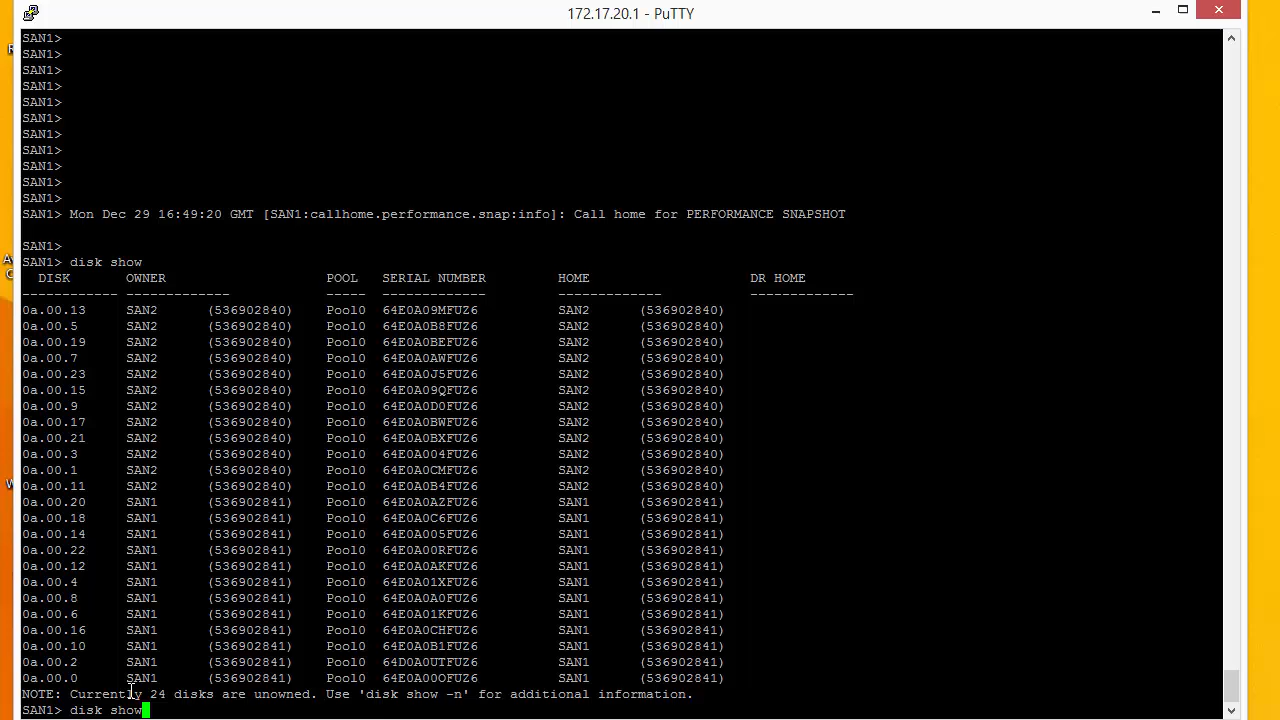 172.17.20.1 - PuTTY
SAN1>
SAN1>
SAN1>
SAN1>
SAN1>
SAN1>
SAN1>
SAN1>
SAN1>
SAN1>
SAN1>
SAN1> Mon Dec 29 16:49:20 GMT [SAN1:callhome.performance.snap:info]: Call home for PERFORMANCE SNAPSHOT
SAN1>
SAN1> disk show
DISK OWNER POOL SERIAL NUMBER HOME DR HOME
------------ ------------- ----- ------------- ------------- -------------
0a.00.13 SAN2 (536902840) Pool0 64E0A09MFUZ6 SAN2 (536902840)
0a.00.5 SAN2 (536902840) Pool0 64E0A0B8FUZ6 SAN2 (536902840)
0a.00.19 SAN2 (536902840) Pool0 64E0A0BEFUZ6 SAN2 (536902840)
0a.00.7 SAN2 (536902840) Pool0 64E0A0AWFUZ6 SAN2 (536902840)
0a.00.23 SAN2 (536902840) Pool0 64E0A0J5FUZ6 SAN2 (536902840)
0a.00.15 SAN2 (536902840) Pool0 64E0A09QFUZ6 SAN2 (536902840)
0a.00.9 SAN2 (536902840) Pool0 64E0A0D0FUZ6 SAN2 (536902840)
0a.00.17 SAN2 (536902840) Pool0 64E0A0BWFUZ6 SAN2 (536902840)
0a.00.21 SAN2 (536902840) Pool0 64E0A0BXFUZ6 SAN2 (536902840)
0a.00.3 SAN2 (536902840) Pool0 64E0A004FUZ6 SAN2 (536902840)
0a.00.1 SAN2 (536902840) Pool0 64E0A0CMFUZ6 SAN2 (536902840)
0a.00.11 SAN2 (536902840) Pool0 64E0A0B4FUZ6 SAN2 (536902840)
0a.00.20 SAN1 (536902841) Pool0 64E0A0AZFUZ6 SAN1 (536902841)
0a.00.18 SAN1 (536902841) Pool0 64E0A0C6FUZ6 SAN1 (536902841)
0a.00.14 SAN1 (536902841) Pool0 64E0A005FUZ6 SAN1 (536902841)
0a.00.22 SAN1 (536902841) Pool0 64E0A00RFUZ6 SAN1 (536902841)
0a.00.12 SAN1 (536902841) Pool0 64E0A0AKFUZ6 SAN1 (536902841)
0a.00.4 SAN1 (536902841) Pool0 64E0A01XFUZ6 SAN1 (536902841)
0a.00.8 SAN1 (536902841) Pool0 64E0A0A0FUZ6 SAN1 (536902841)
0a.00.6 SAN1 (536902841) Pool0 64E0A01KFUZ6 SAN1 (536902841)
0a.00.16 SAN1 (536902841) Pool0 64E0A0CHFUZ6 SAN1 (536902841)
0a.00.10 SAN1 (536902841) Pool0 64E0A0B1FUZ6 SAN1 (536902841)
0a.00.2 SAN1 (536902841) Pool0 64D0A0UTFUZ6 SAN1 (536902841)
0a.00.0 SAN1 (536902841) Pool0 64E0A00OFUZ6 SAN1 (536902841)
NOTE: Currently 24 disks are unowned. Use 'disk show -n' for additional information.
SAN1> disk show